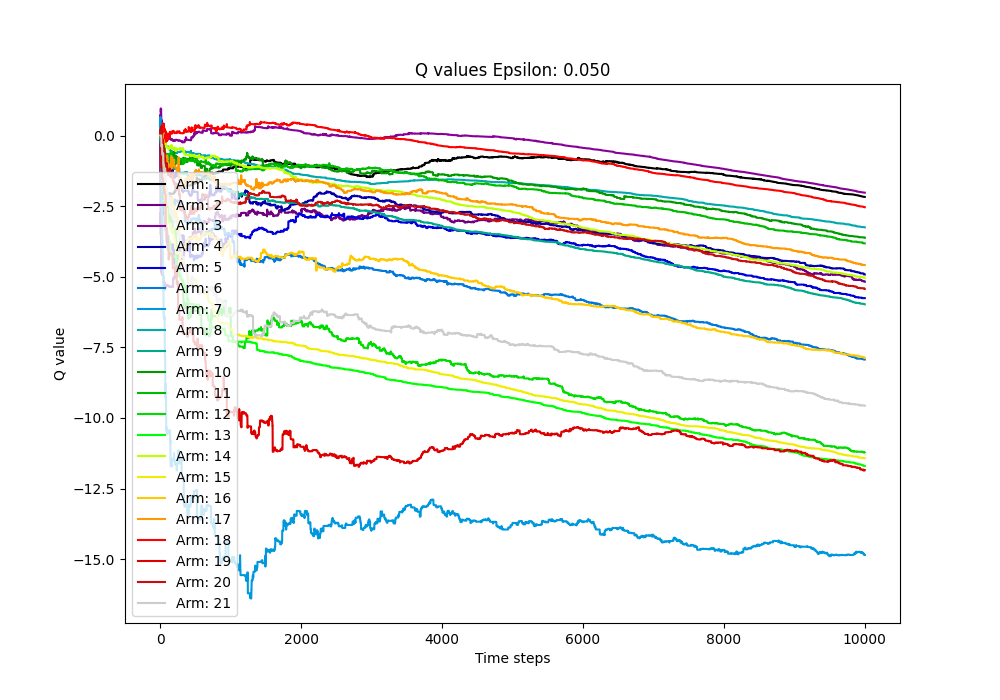 Q values Epsilon: 0.050
Q value
0.0
−2.5
−5.0
−7.5
−10.0
−12.5
−15.0
Arm: 1
Arm: 2
Arm: 3
Arm: 4
Arm: 5
Arm: 6
Arm: 7
Arm: 8
Arm: 9
Arm: 10
Arm: 11
Arm: 12
Arm: 13
Arm: 14
Arm: 15
Arm: 16
Arm: 17
Arm: 18
Arm: 19
Arm: 20
Arm: 21
0 2000 4000 6000 8000 10000
Time steps